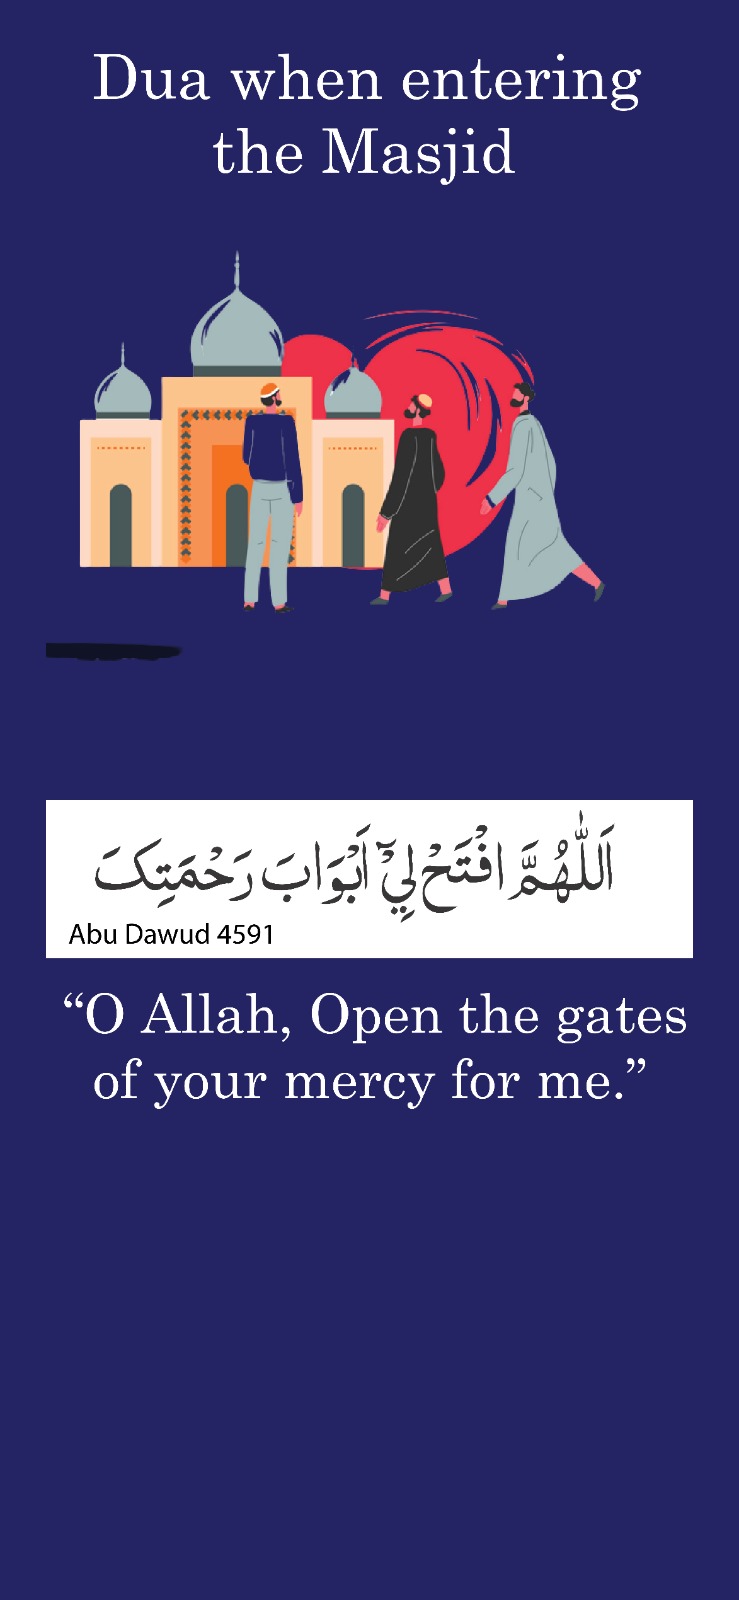 Dua when entering
the Masjid
اَللّٰهُمَّ افْتَحْ لِيْٓ اَبْوَابَ رَحْمَتِکَ
Abu Dawud 4591
“O Allah, Open the gates
of your mercy for me.”